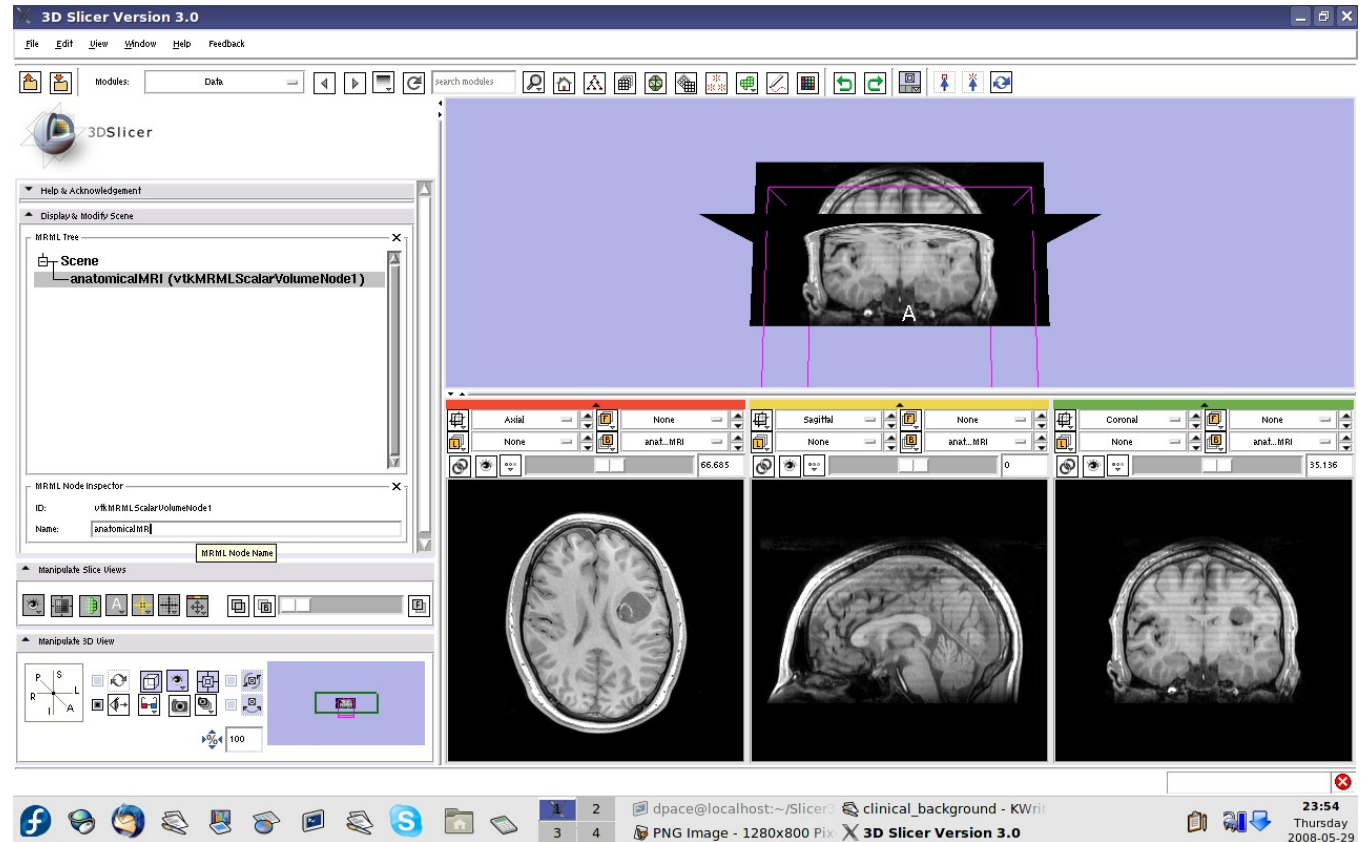 3D Slicer Version 3.0
File Edit View Window Help Feedback
Modules: Data search modules
3DSlicer
Help & Acknowledgement
Display & Modify Scene
MRML Tree
Scene
anatomicalMRI (vtkMRMLScalarVolumeNode1)
MRML Node Inspector
ID: vtkMRMLScalarVolumeNode1
Name: anatomicalMRI
MRML Node Name
Manipulate Slice Views
A B F
Manipulate 3D View
P S
R L
I A
100
A
Axial F None
L None B anat...MRI
66.685
Sagittal F None
L None B anat...MRI
0
Coronal F None
L None B anat...MRI
35.136
1 2
3 4
dpace@localhost:~/Slicer3
PNG Image - 1280x800 Pix
clinical_background - KWrit
3D Slicer Version 3.0
23:54
Thursday
2008-05-29